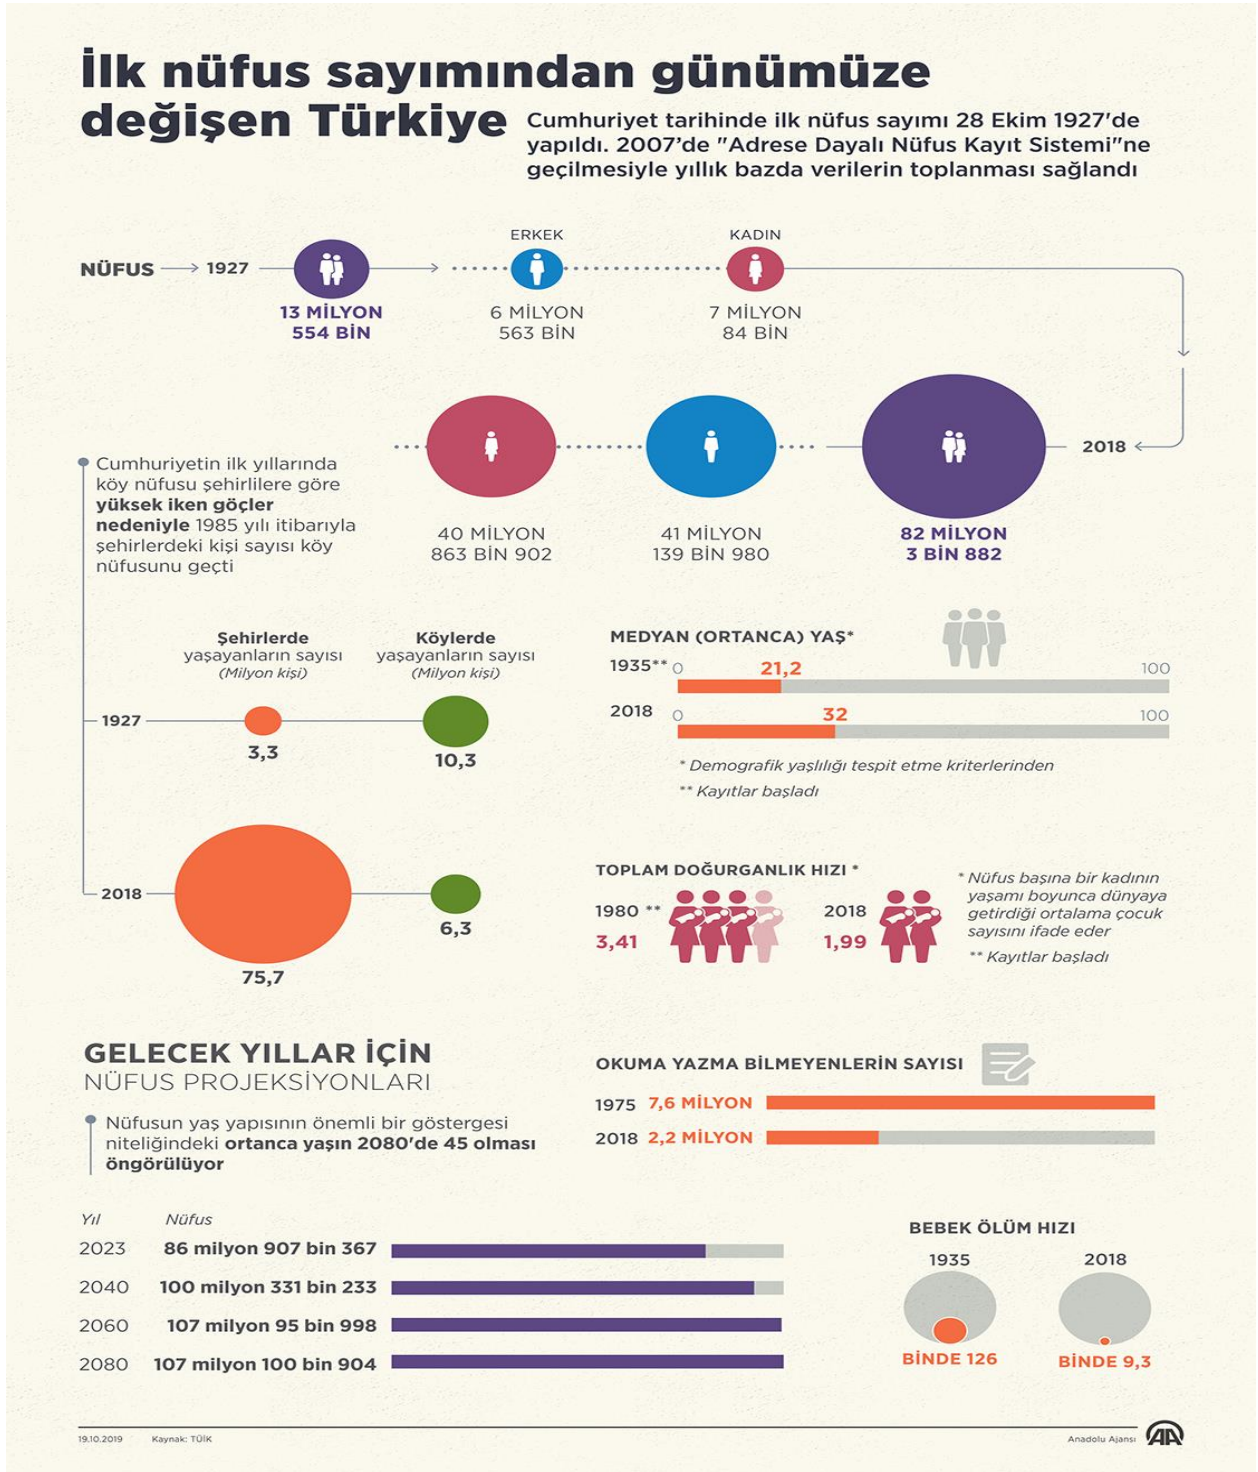 İlk nüfus sayımından günümüze
değişen Türkiye
Cumhuriyet tarihinde ilk nüfus sayımı 28 Ekim 1927'de
yapıldı. 2007’de "Adrese Dayalı Nüfus Kayıt Sistemi"ne
geçilmesiyle yıllık bazda verilerin toplanması sağlandı
NÜFUS
1927
13 MİLYON
554 BİN
ERKEK
6 MİLYON
563 BİN
KADIN
7 MİLYON
84 BİN
2018
82 MİLYON
3 BİN 882
41 MİLYON
139 BİN 980
40 MİLYON
863 BİN 902
Cumhuriyetin ilk yıllarında
köy nüfusu şehirlilere göre
yüksek iken göçler
nedeniyle 1985 yılı itibarıyla
şehirlerdeki kişi sayısı köy
nüfusunu geçti
Şehirlerde
yaşayanların sayısı
(Milyon kişi)
Köylerde
yaşayanların sayısı
(Milyon kişi)
1927
3,3
10,3
2018
75,7
6,3
MEDYAN (ORTANCA) YAŞ*
1935** 0 21,2 100
2018 0 32 100
* Demografik yaşlılığı tespit etme kriterlerinden
** Kayıtlar başladı
TOPLAM DOĞURGANLIK HIZI *
1980 **
3,41
2018
1,99
* Nüfus başına bir kadının
yaşamı boyunca dünyaya
getirdiği ortalama çocuk
sayısını ifade eder
** Kayıtlar başladı
GELECEK YILLAR İÇİN
NÜFUS PROJEKSİYONLARI
Nüfusun yaş yapısının önemli bir göstergesi
niteliğindeki ortanca yaşın 2080'de 45 olması
öngörülüyor
Yıl Nüfus
2023 86 milyon 907 bin 367
2040 100 milyon 331 bin 233
2060 107 milyon 95 bin 998
2080 107 milyon 100 bin 904
OKUMA YAZMA BİLMEYENLERİN SAYISI
1975 7,6 MİLYON
2018 2,2 MİLYON
BEBEK ÖLÜM HIZI
1935
BİNDE 126
2018
BİNDE 9,3
19.10.2019 Kaynak: TÜİK
Anadolu Ajansı AA